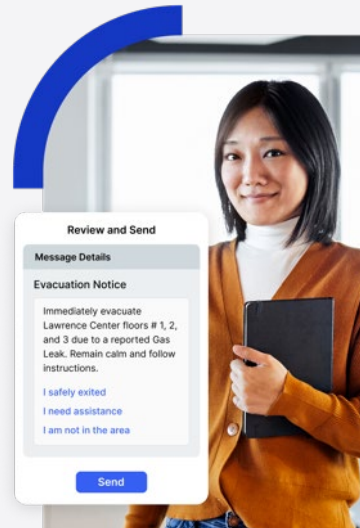 Review and Send
Message Details
Evacuation Notice
Immediately evacuate
Lawrence Center floors # 1, 2,
and 3 due to a reported Gas
Leak. Remain calm and follow
instructions.
I safely exited
I need assistance
I am not in the area
Send